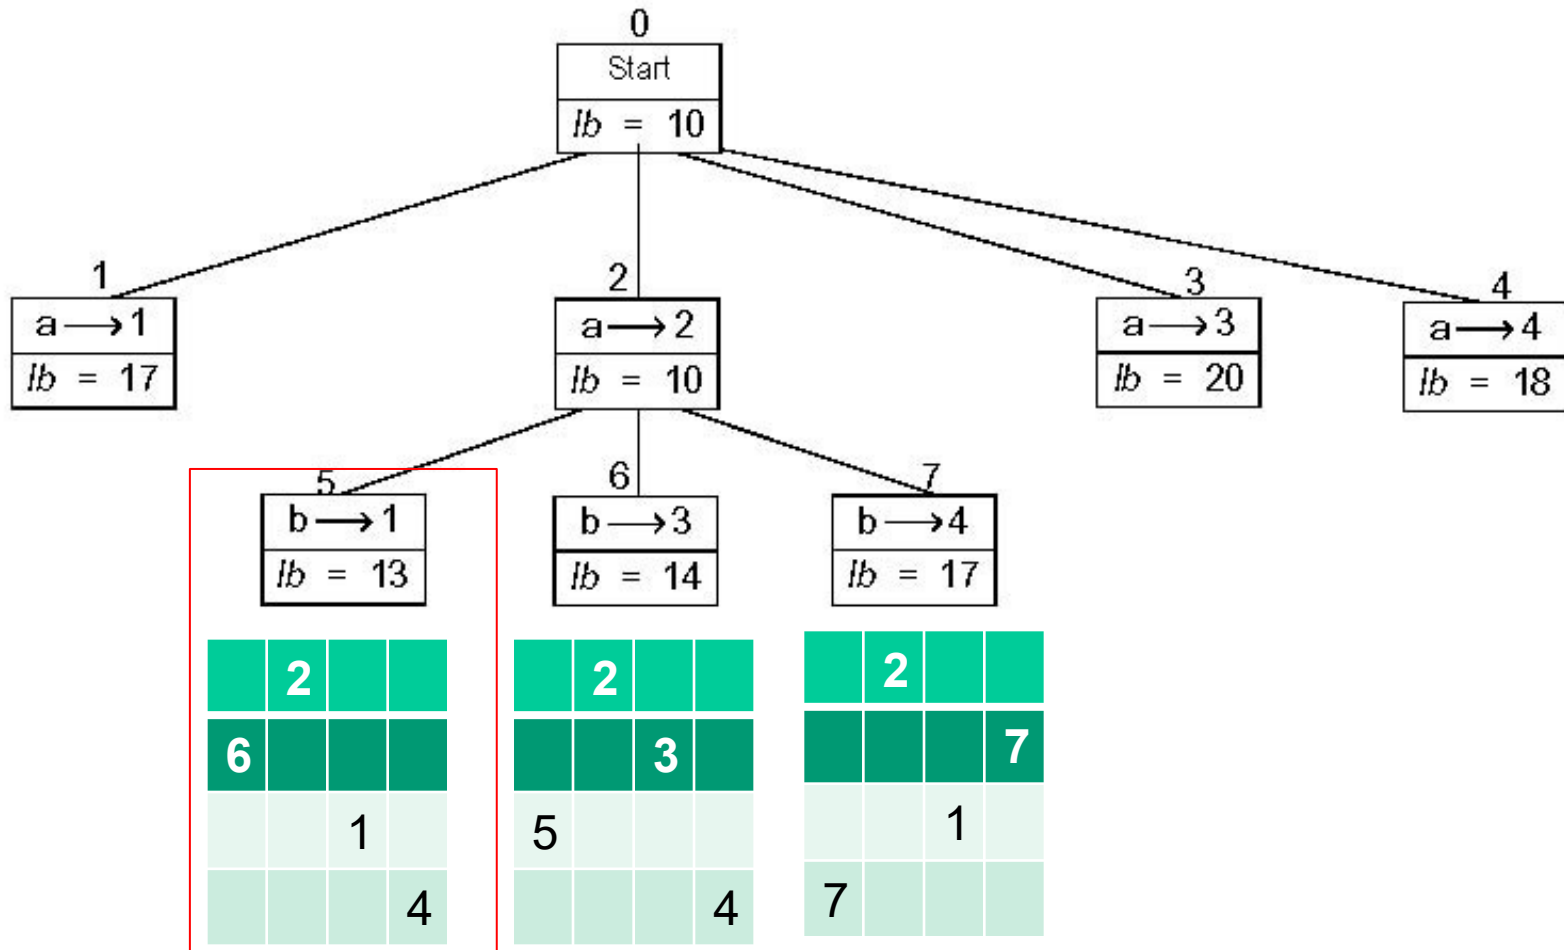 0
Start
lb = 10
1
2
3
4
a⟶1
a⟶2
a⟶3
a⟶4
lb = 17
lb = 10
lb = 20
lb = 18
5
6
7
b⟶1
b⟶3
b⟶4
lb = 13
lb = 14
lb = 17
2
2
2
6
3
7
1
5
1
4
4
7